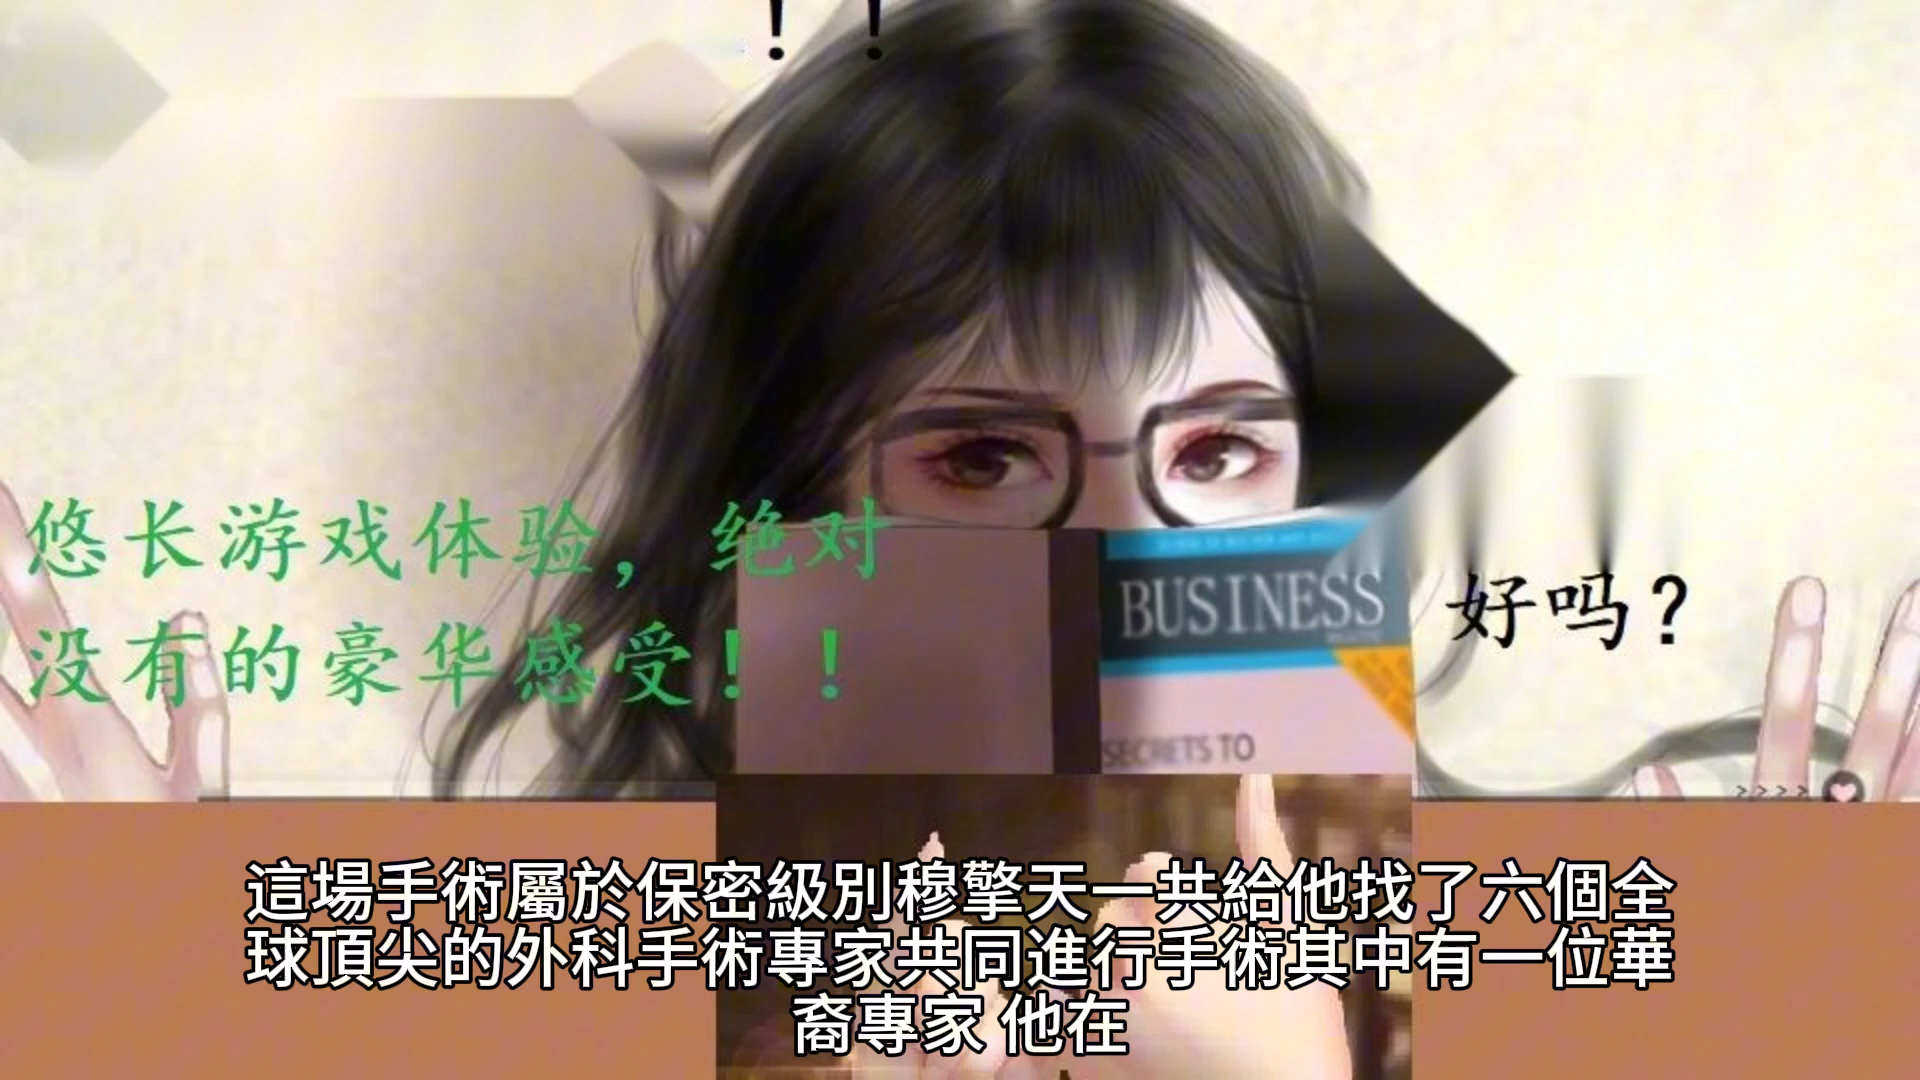 ！！
悠长游戏体验，绝对
没有的豪华感受！！
BUSINESS
SECRETS TO
好吗？
>>>>
這場手術屬於保密級別穆擎天一共給他找了六個全
球頂尖的外科手術專家共同進行手術其中有一位華
裔專家 他在